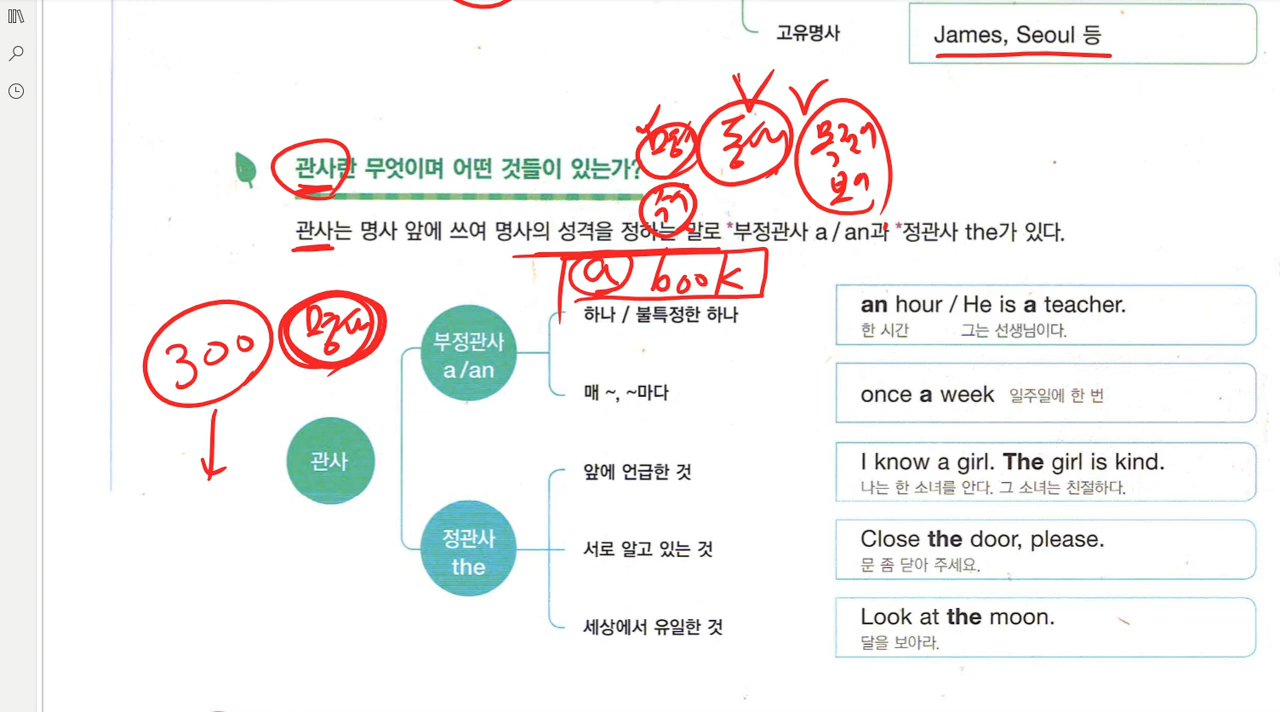 고유명사
James, Seoul 등
명사 동사 목적어
보어
관사란 무엇이며 어떤 것들이 있는가?
주어
관사는 명사 앞에 쓰여 명사의 성격을 정하는 말로 *부정관사 a / an과 *정관사 the가 있다.
a book
300 명사
관사
부정관사
a /an
하나 / 불특정한 하나
an hour / He is a teacher.
한 시간 그는 선생님이다.
매 ~, ~마다
once a week 일주일에 한 번
정관사
the
앞에 언급한 것
I know a girl. The girl is kind.
나는 한 소녀를 안다. 그 소녀는 친절하다.
서로 알고 있는 것
Close the door, please.
문 좀 닫아 주세요.
세상에서 유일한 것
Look at the moon.
달을 보아라.